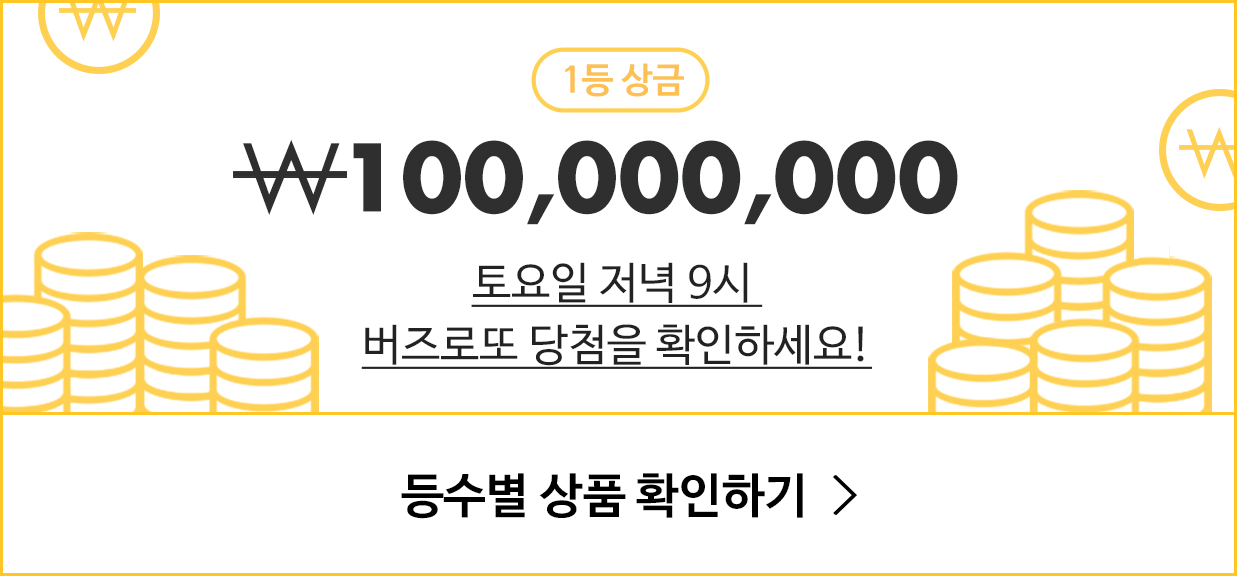 1등 상금
₩100,000,000
토요일 저녁 9시
버즈로또 당첨을 확인하세요!
등수별 상품 확인하기 >